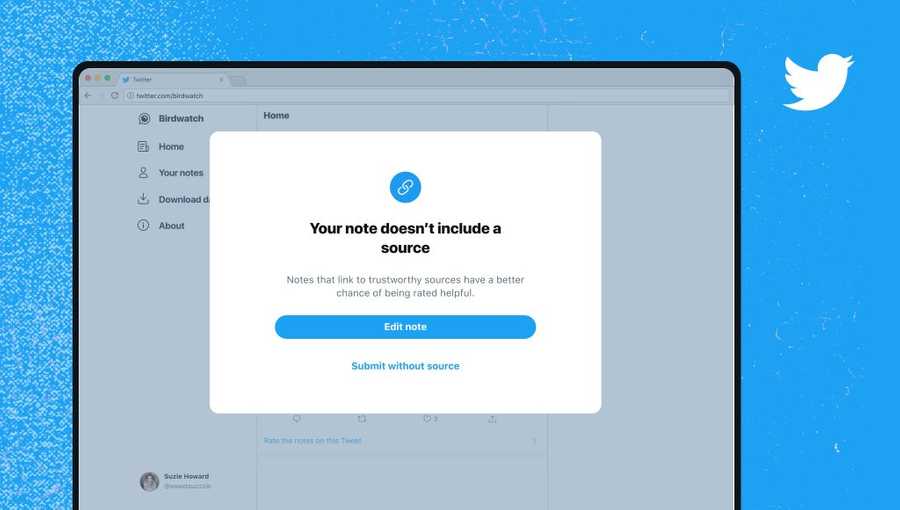 Twitter
twitter.com/birdwatch
Birdwatch
Home
Your notes
Download da
About
Home
Your note doesn't include a
source
Notes that link to trustworthy sources have a better
chance of being rated helpful.
Edit note
Submit without source
3
Rate the notes on this Tweet
Suzie Howard